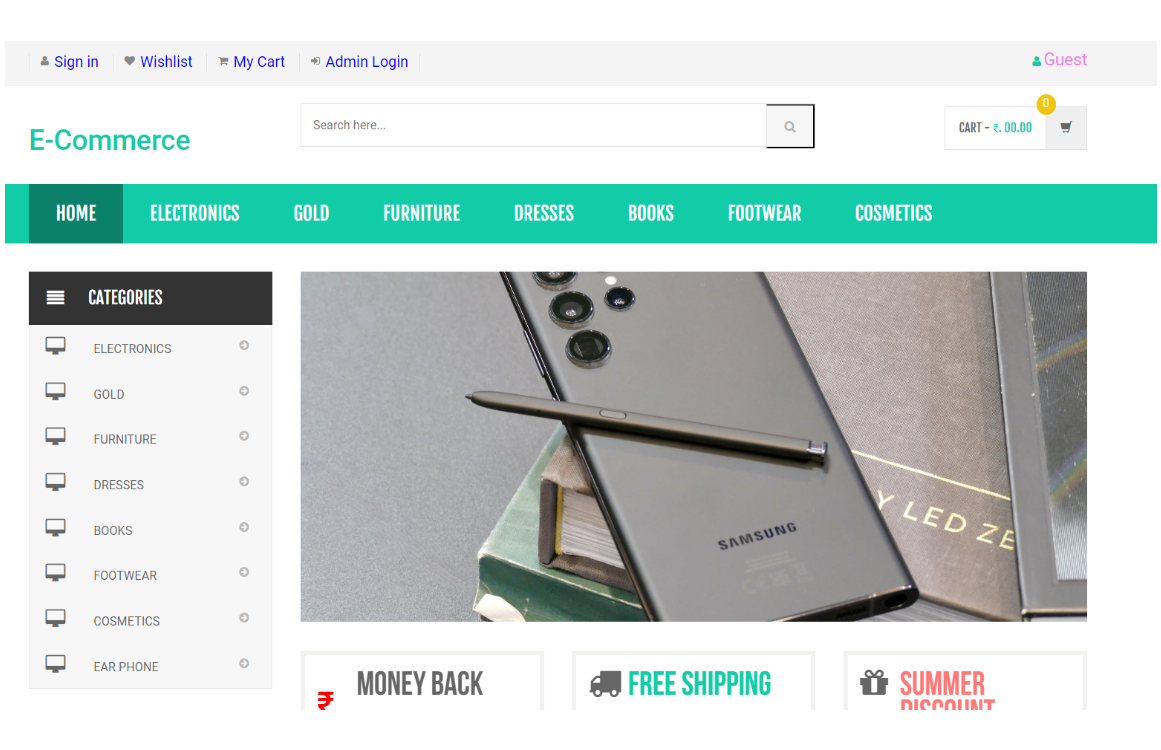 Sign in
Wishlist
My Cart
Admin Login
Guest
E-Commerce
Search here...
0
CART - ₹. 00.00
HOME
ELECTRONICS
GOLD
FURNITURE
DRESSES
BOOKS
FOOTWEAR
COSMETICS
CATEGORIES
ELECTRONICS
GOLD
FURNITURE
DRESSES
BOOKS
FOOTWEAR
COSMETICS
EAR PHONE
SAMSUNG
Y LED ZE
₹
MONEY BACK
FREE SHIPPING
SUMMER
DISCOUNT